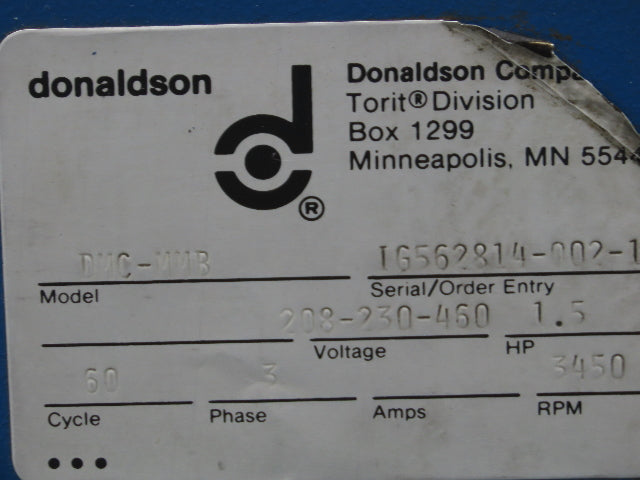 donaldson
Donaldson Compa
Torit® Division
Box 1299
Minneapolis, MN 5544
d
®
DMC-MMB
IG562814-002-1
Model
Serial/Order Entry
208-230-460
1.5
Voltage
HP
60
3
3450
Cycle
Phase
Amps
RPM